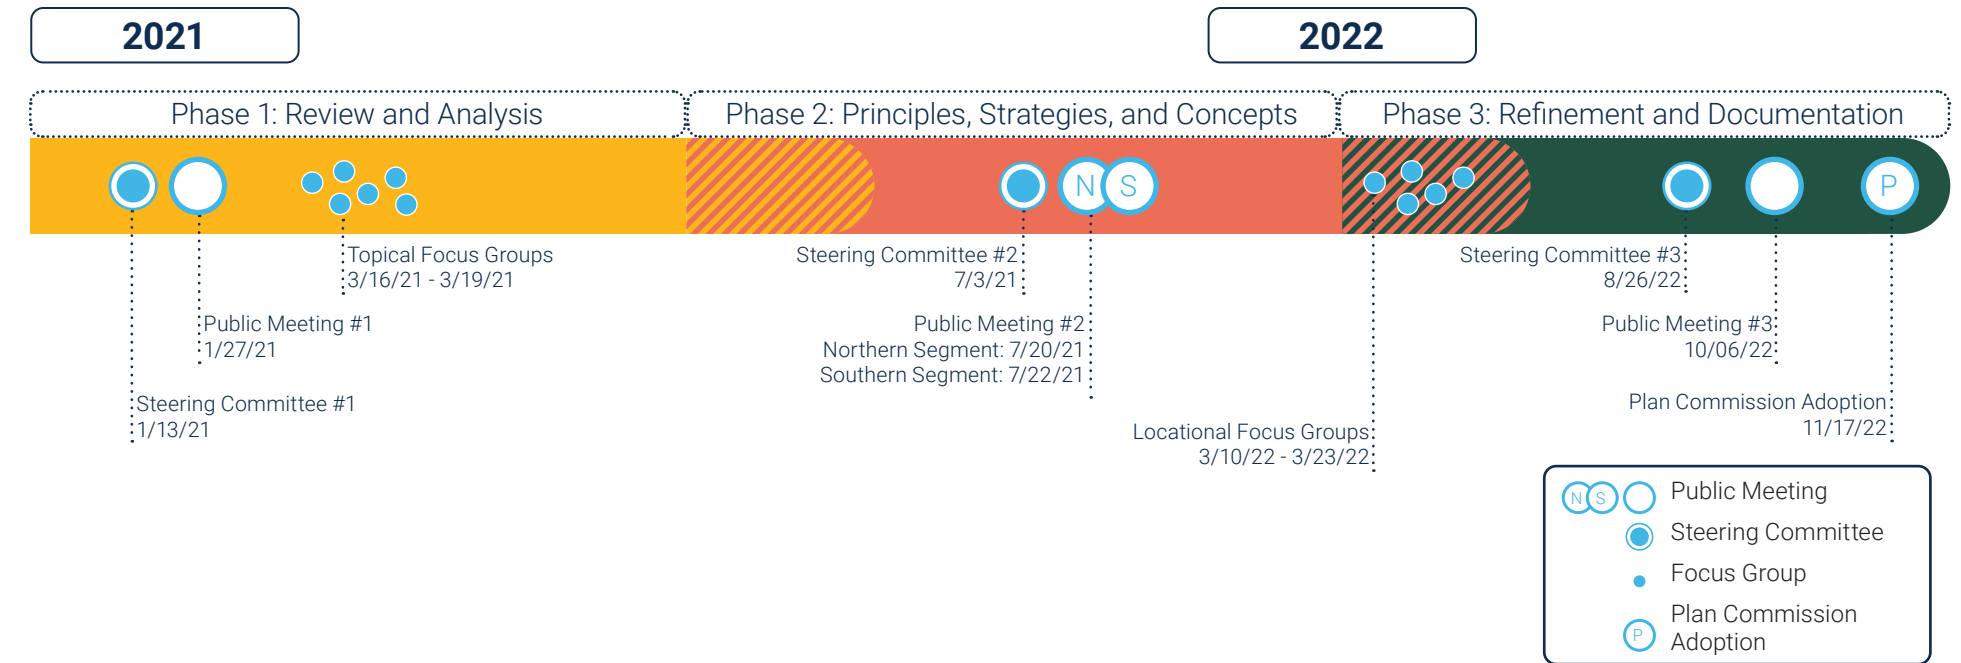 2021
2022
Phase 1: Review and Analysis
Phase 2: Principles, Strategies, and Concepts
Phase 3: Refinement and Documentation
N
S
P
Topical Focus Groups
3/16/21 - 3/19/21
Public Meeting #1
1/27/21
Steering Committee #1
1/13/21
Steering Committee #2
7/3/21
Public Meeting #2
Northern Segment: 7/20/21
Southern Segment: 7/22/21
Locational Focus Groups
3/10/22 - 3/23/22
Steering Committee #3
8/26/22
Public Meeting #3
10/06/22
Plan Commission Adoption
11/17/22
N S Public Meeting
Steering Committee
Focus Group
Plan Commission
P Adoption